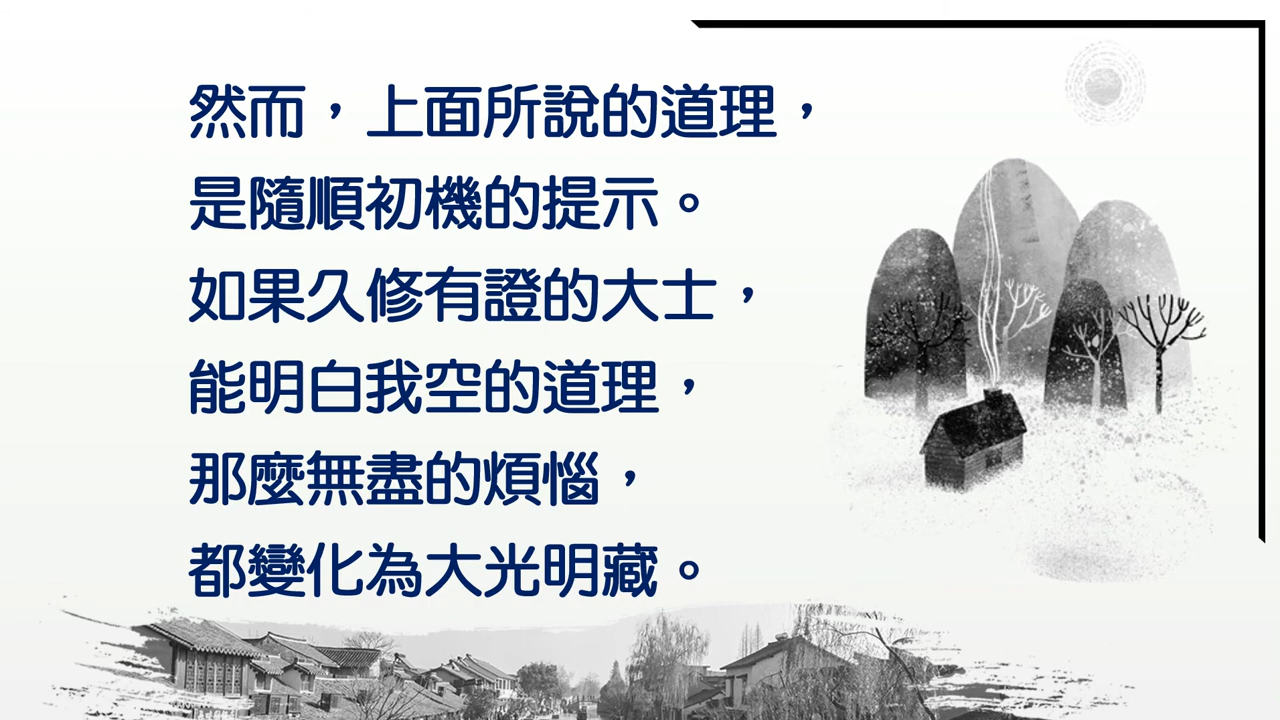 然而，上面所說的道理，
是隨順初機的提示。
如果久修有證的大士，
能明白我空的道理，
那麼無盡的煩惱，
都變化為大光明藏。